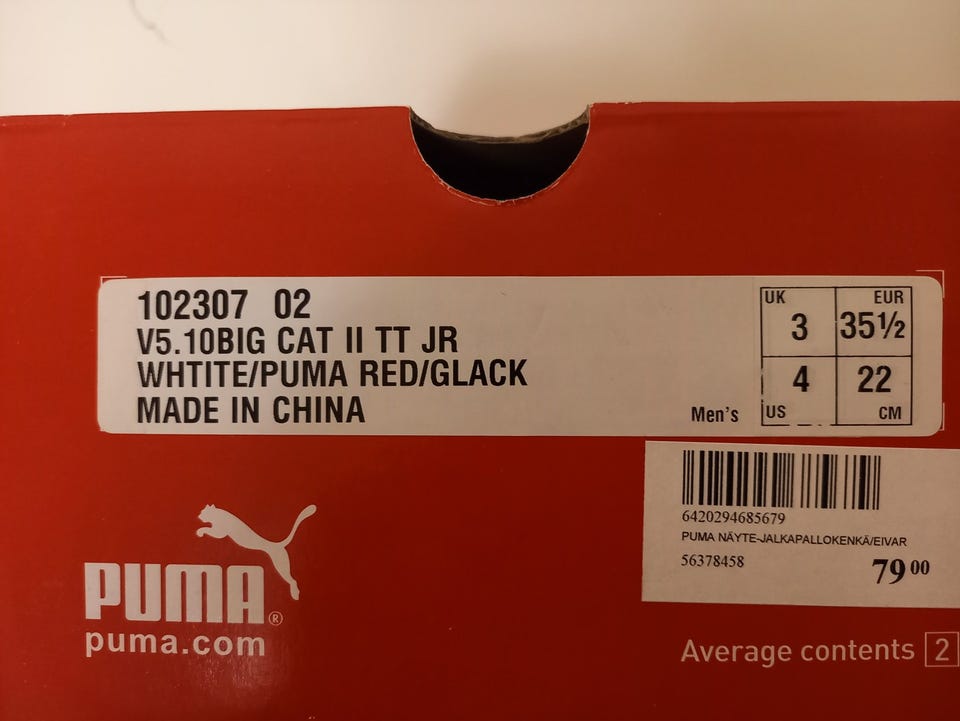 102307 02
V5.10BIG CAT II TT JR
WHTITE/PUMA RED/GLACK
MADE IN CHINA
Men's
UK 3
EUR 35½
4 US
22 CM
6420294685679
PUMA NÄYTE-JALKAPALLOKENKÄ/EIVAR
56378458
79 00
PUMA®
puma.com
Average contents 2